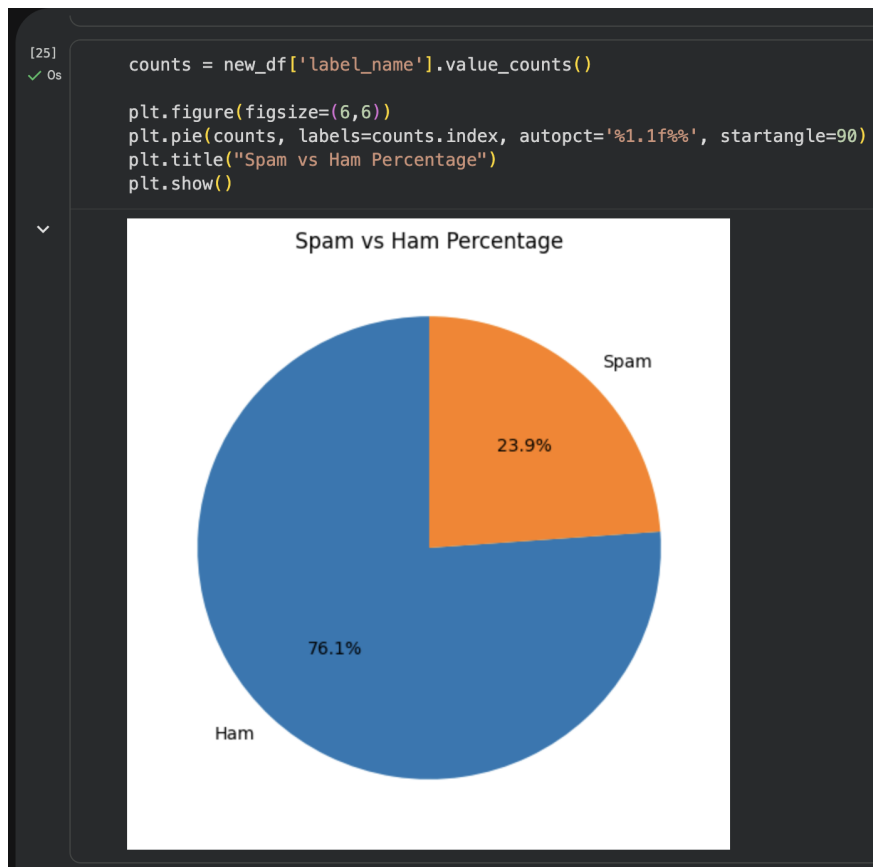 [25]
0s
counts = new_df['label_name'].value_counts()
plt.figure(figsize=(6,6))
plt.pie(counts, labels=counts.index, autopct='%1.1f%%', startangle=90)
plt.title("Spam vs Ham Percentage")
plt.show()
Spam vs Ham Percentage
Spam
23.9%
76.1%
Ham